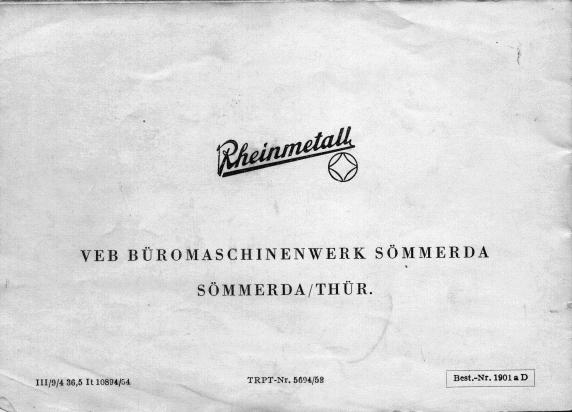 Rheinmetall
VEB BÜROMASCHINENWERK SÖMMERDA
SÖMMERDA/THÜR.
III/9/4 36,5 It 10894/54
TRPT-Nr. 5694/52
Best.-Nr. 1901 a D